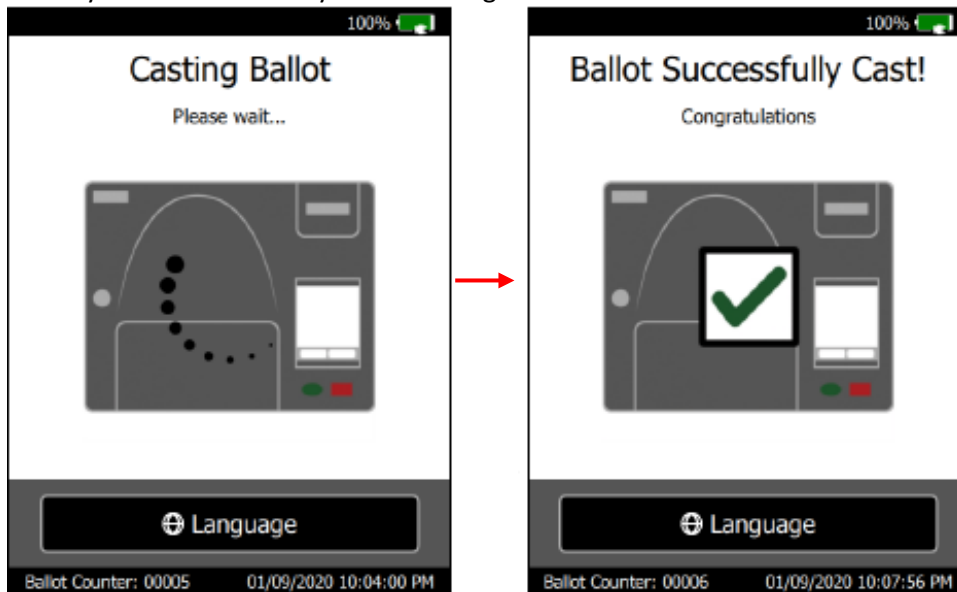 100%
Casting Ballot
Please wait...
Language
Ballot Counter: 00005 01/09/2020 10:04:00 PM
100%
Ballot Successfully Cast!
Congratulations
Language
Ballot Counter: 00006 01/09/2020 10:07:56 PM